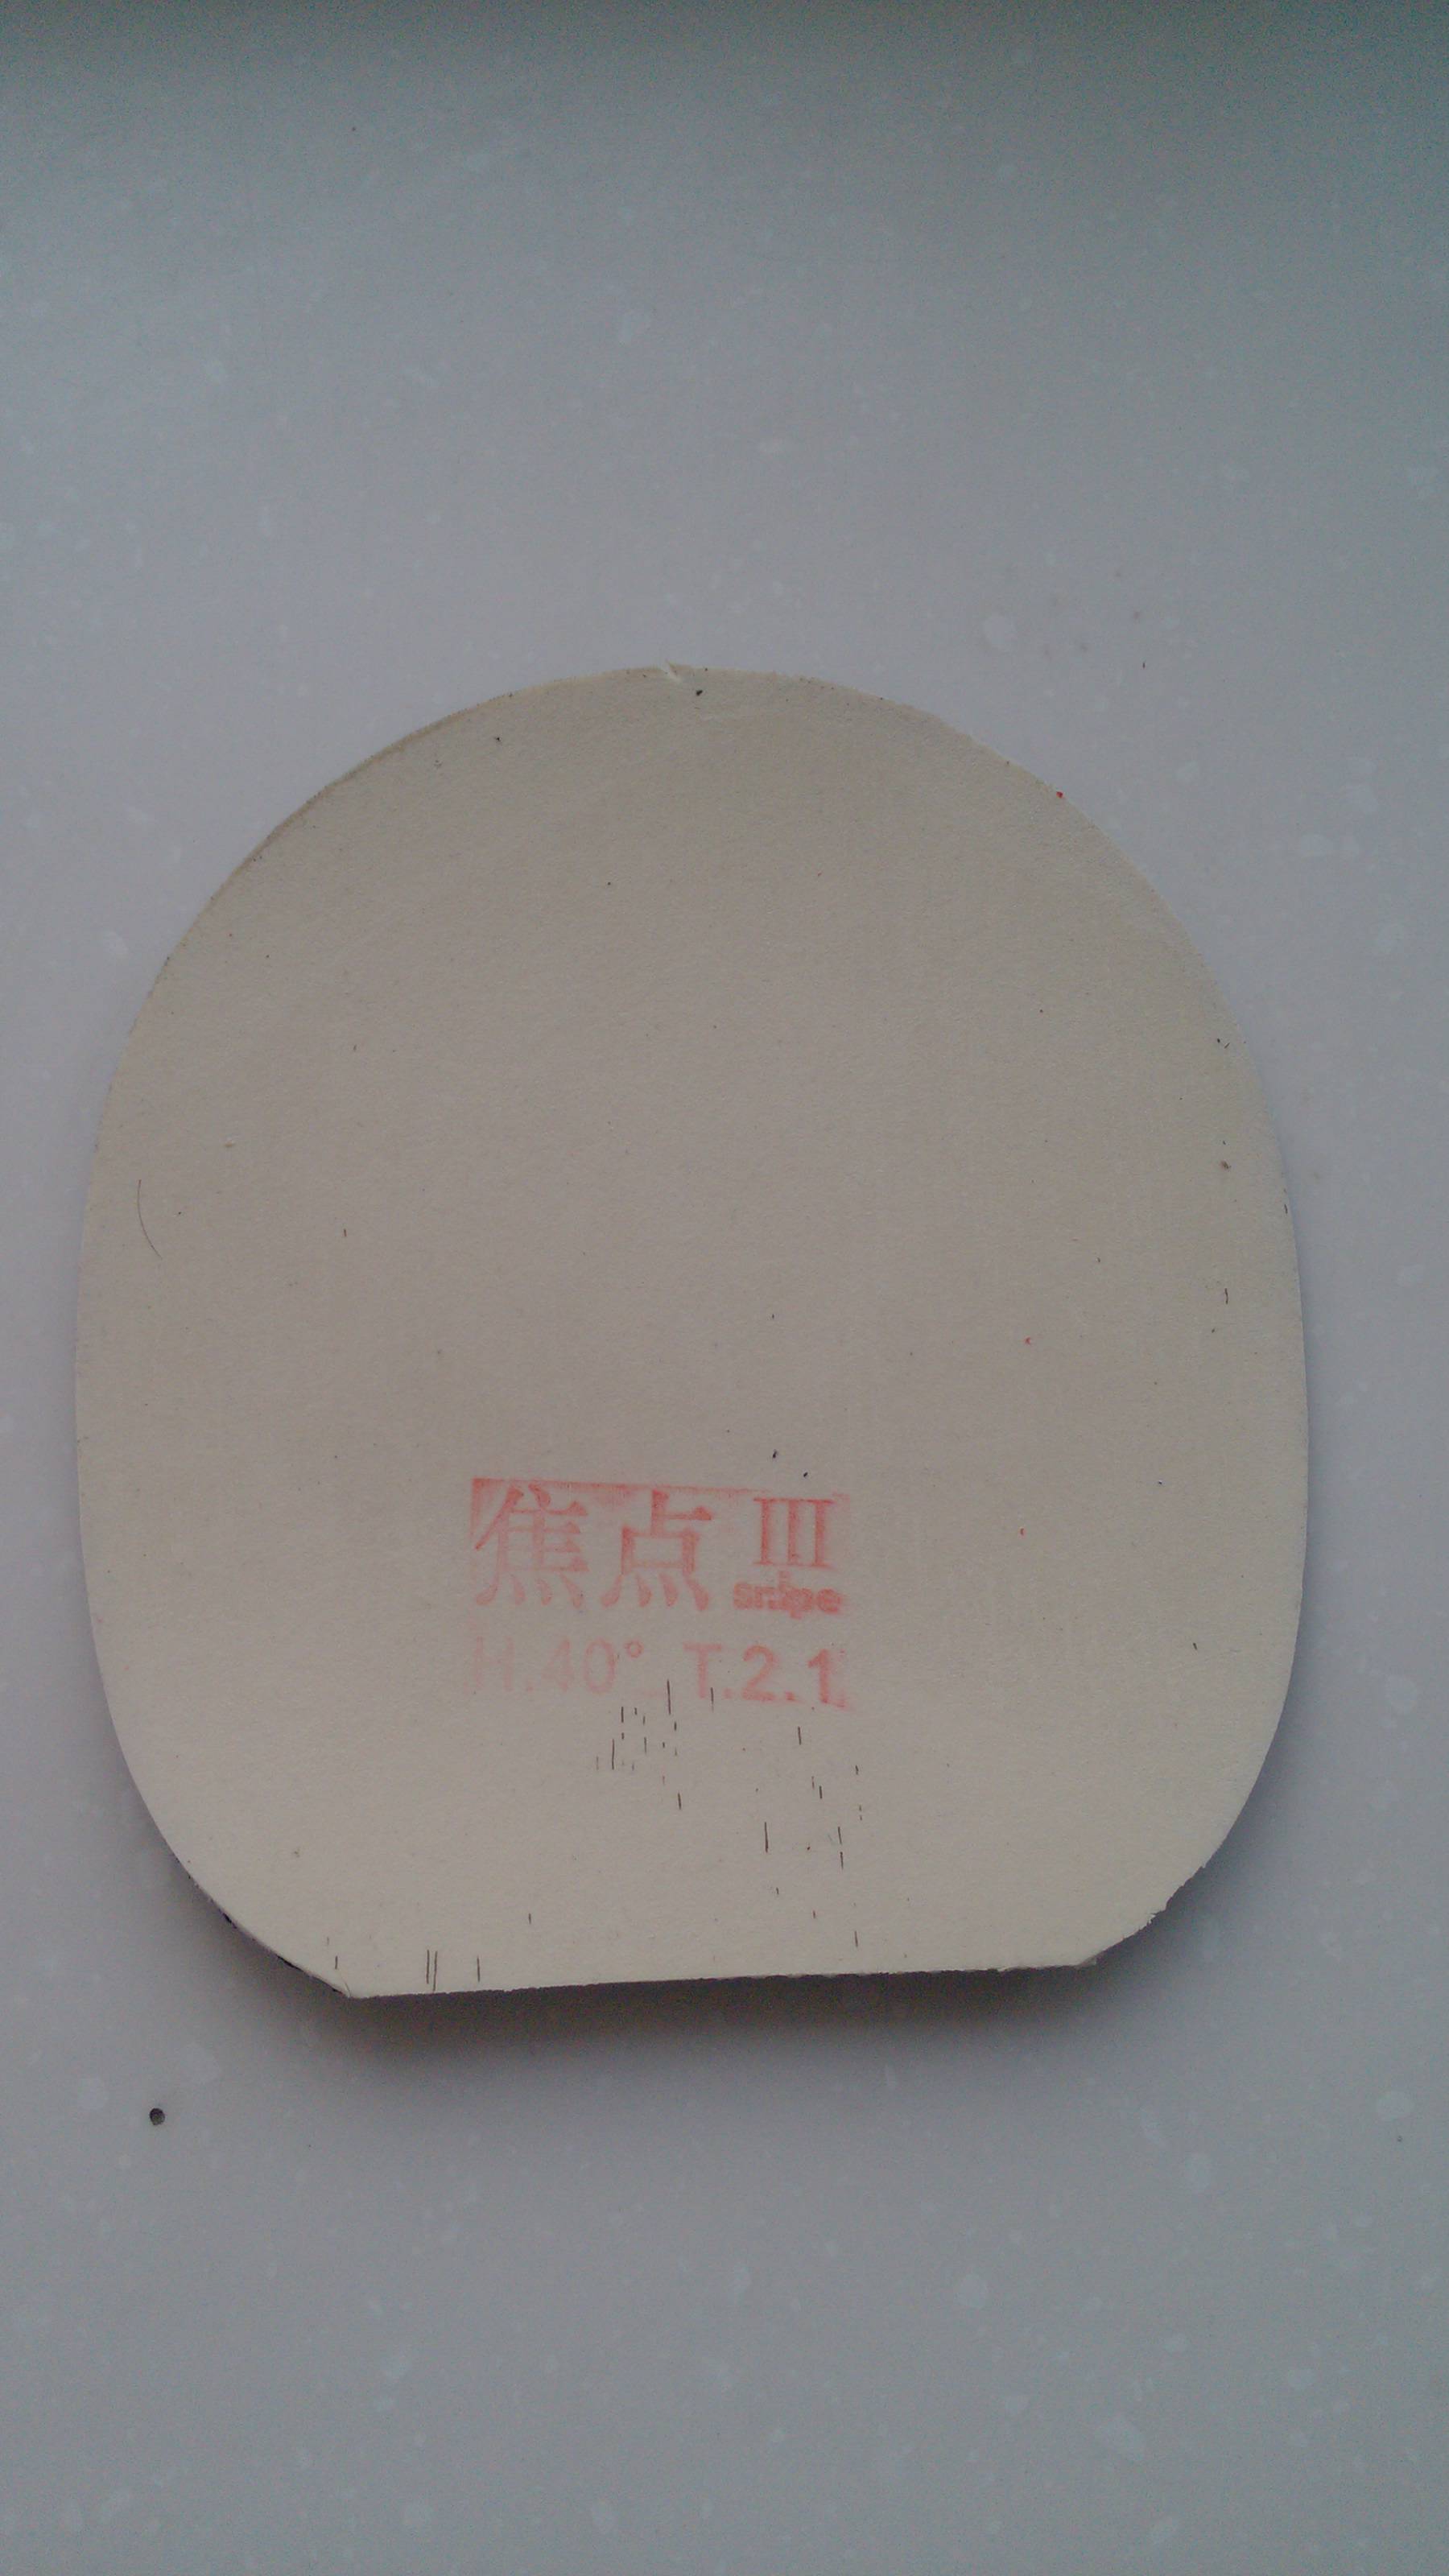 焦点 III
snipe
H.40° T.2.1